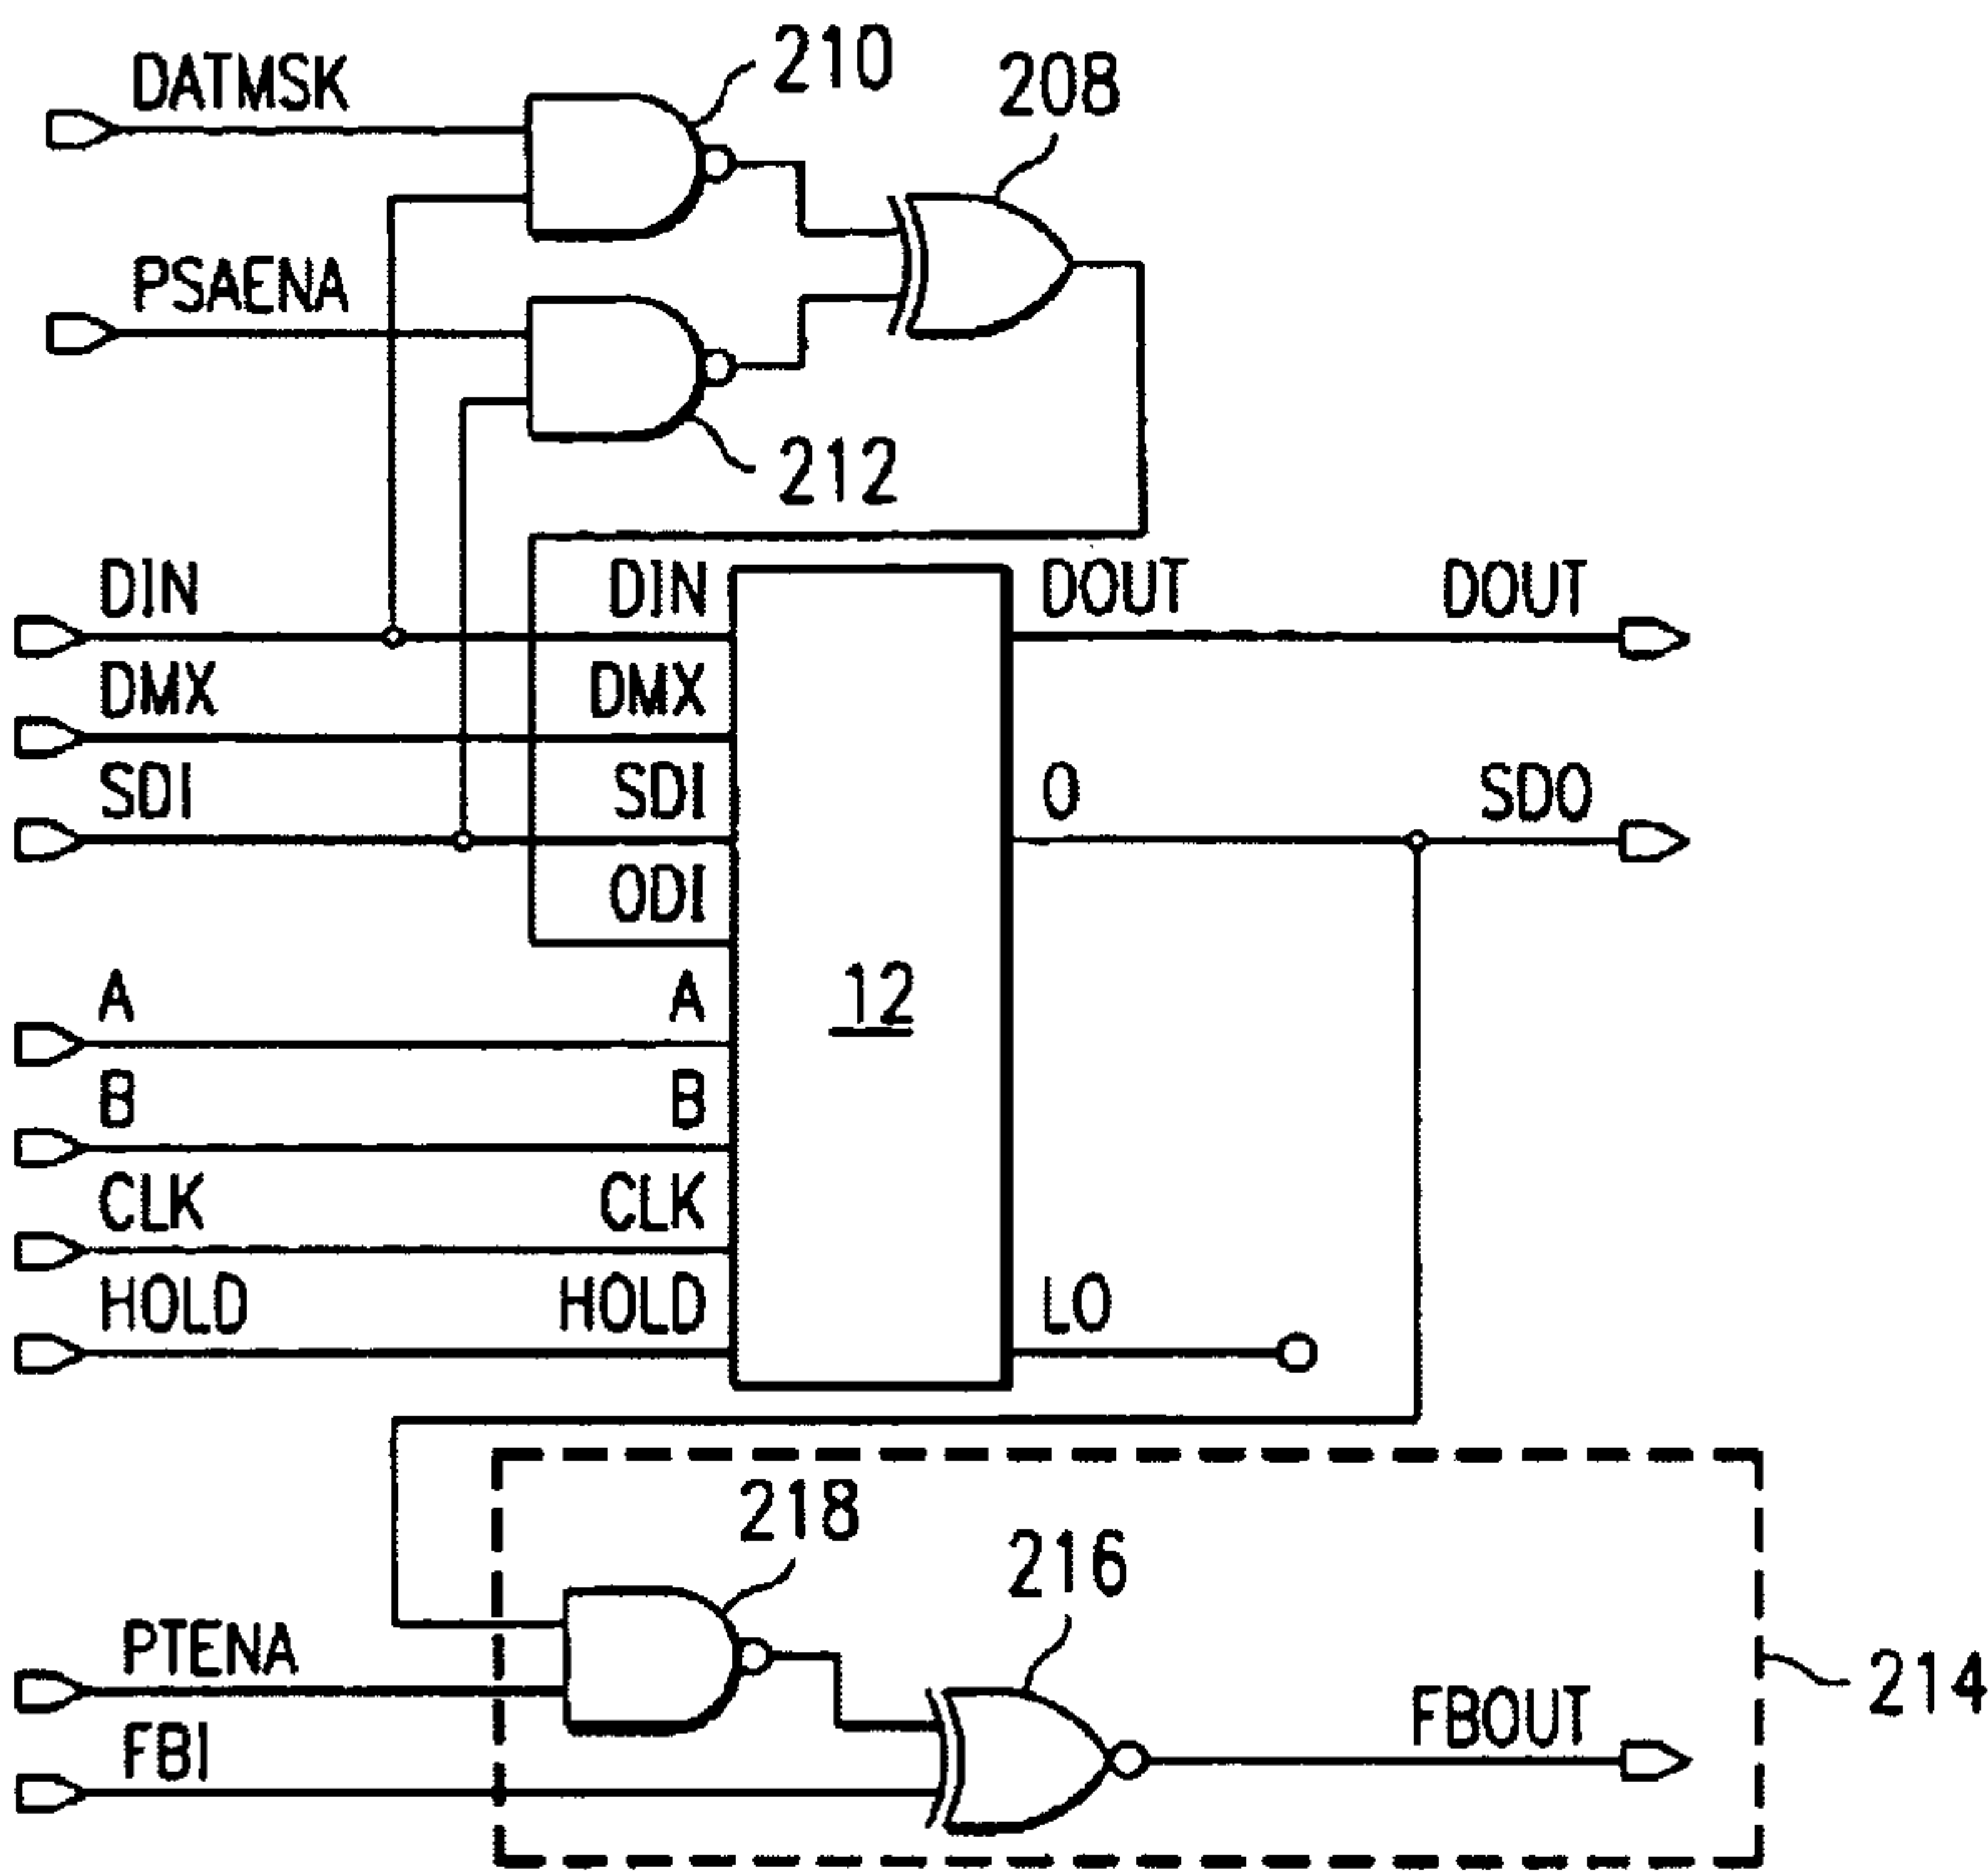 210
208
DATMSK
PSAENA
212
DIN DIN DOUT DOUT
DMX DMX
SDI SDI O SDO
ODI
12
A A
B B
CLK CLK
HOLD HOLD LO
218
216
PTENA
214
FBI
FBOUT